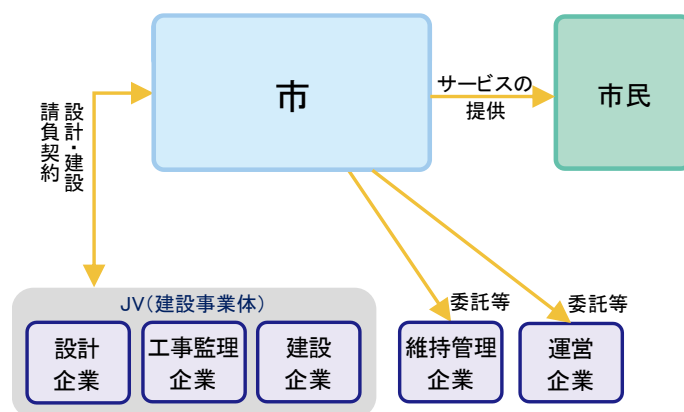 市
サービスの
提供
市民
設計・建設
請負契約
JV(建設事業体)
委託等
委託等
設計
企業
工事監理
企業
建設
企業
維持管理
企業
運営
企業